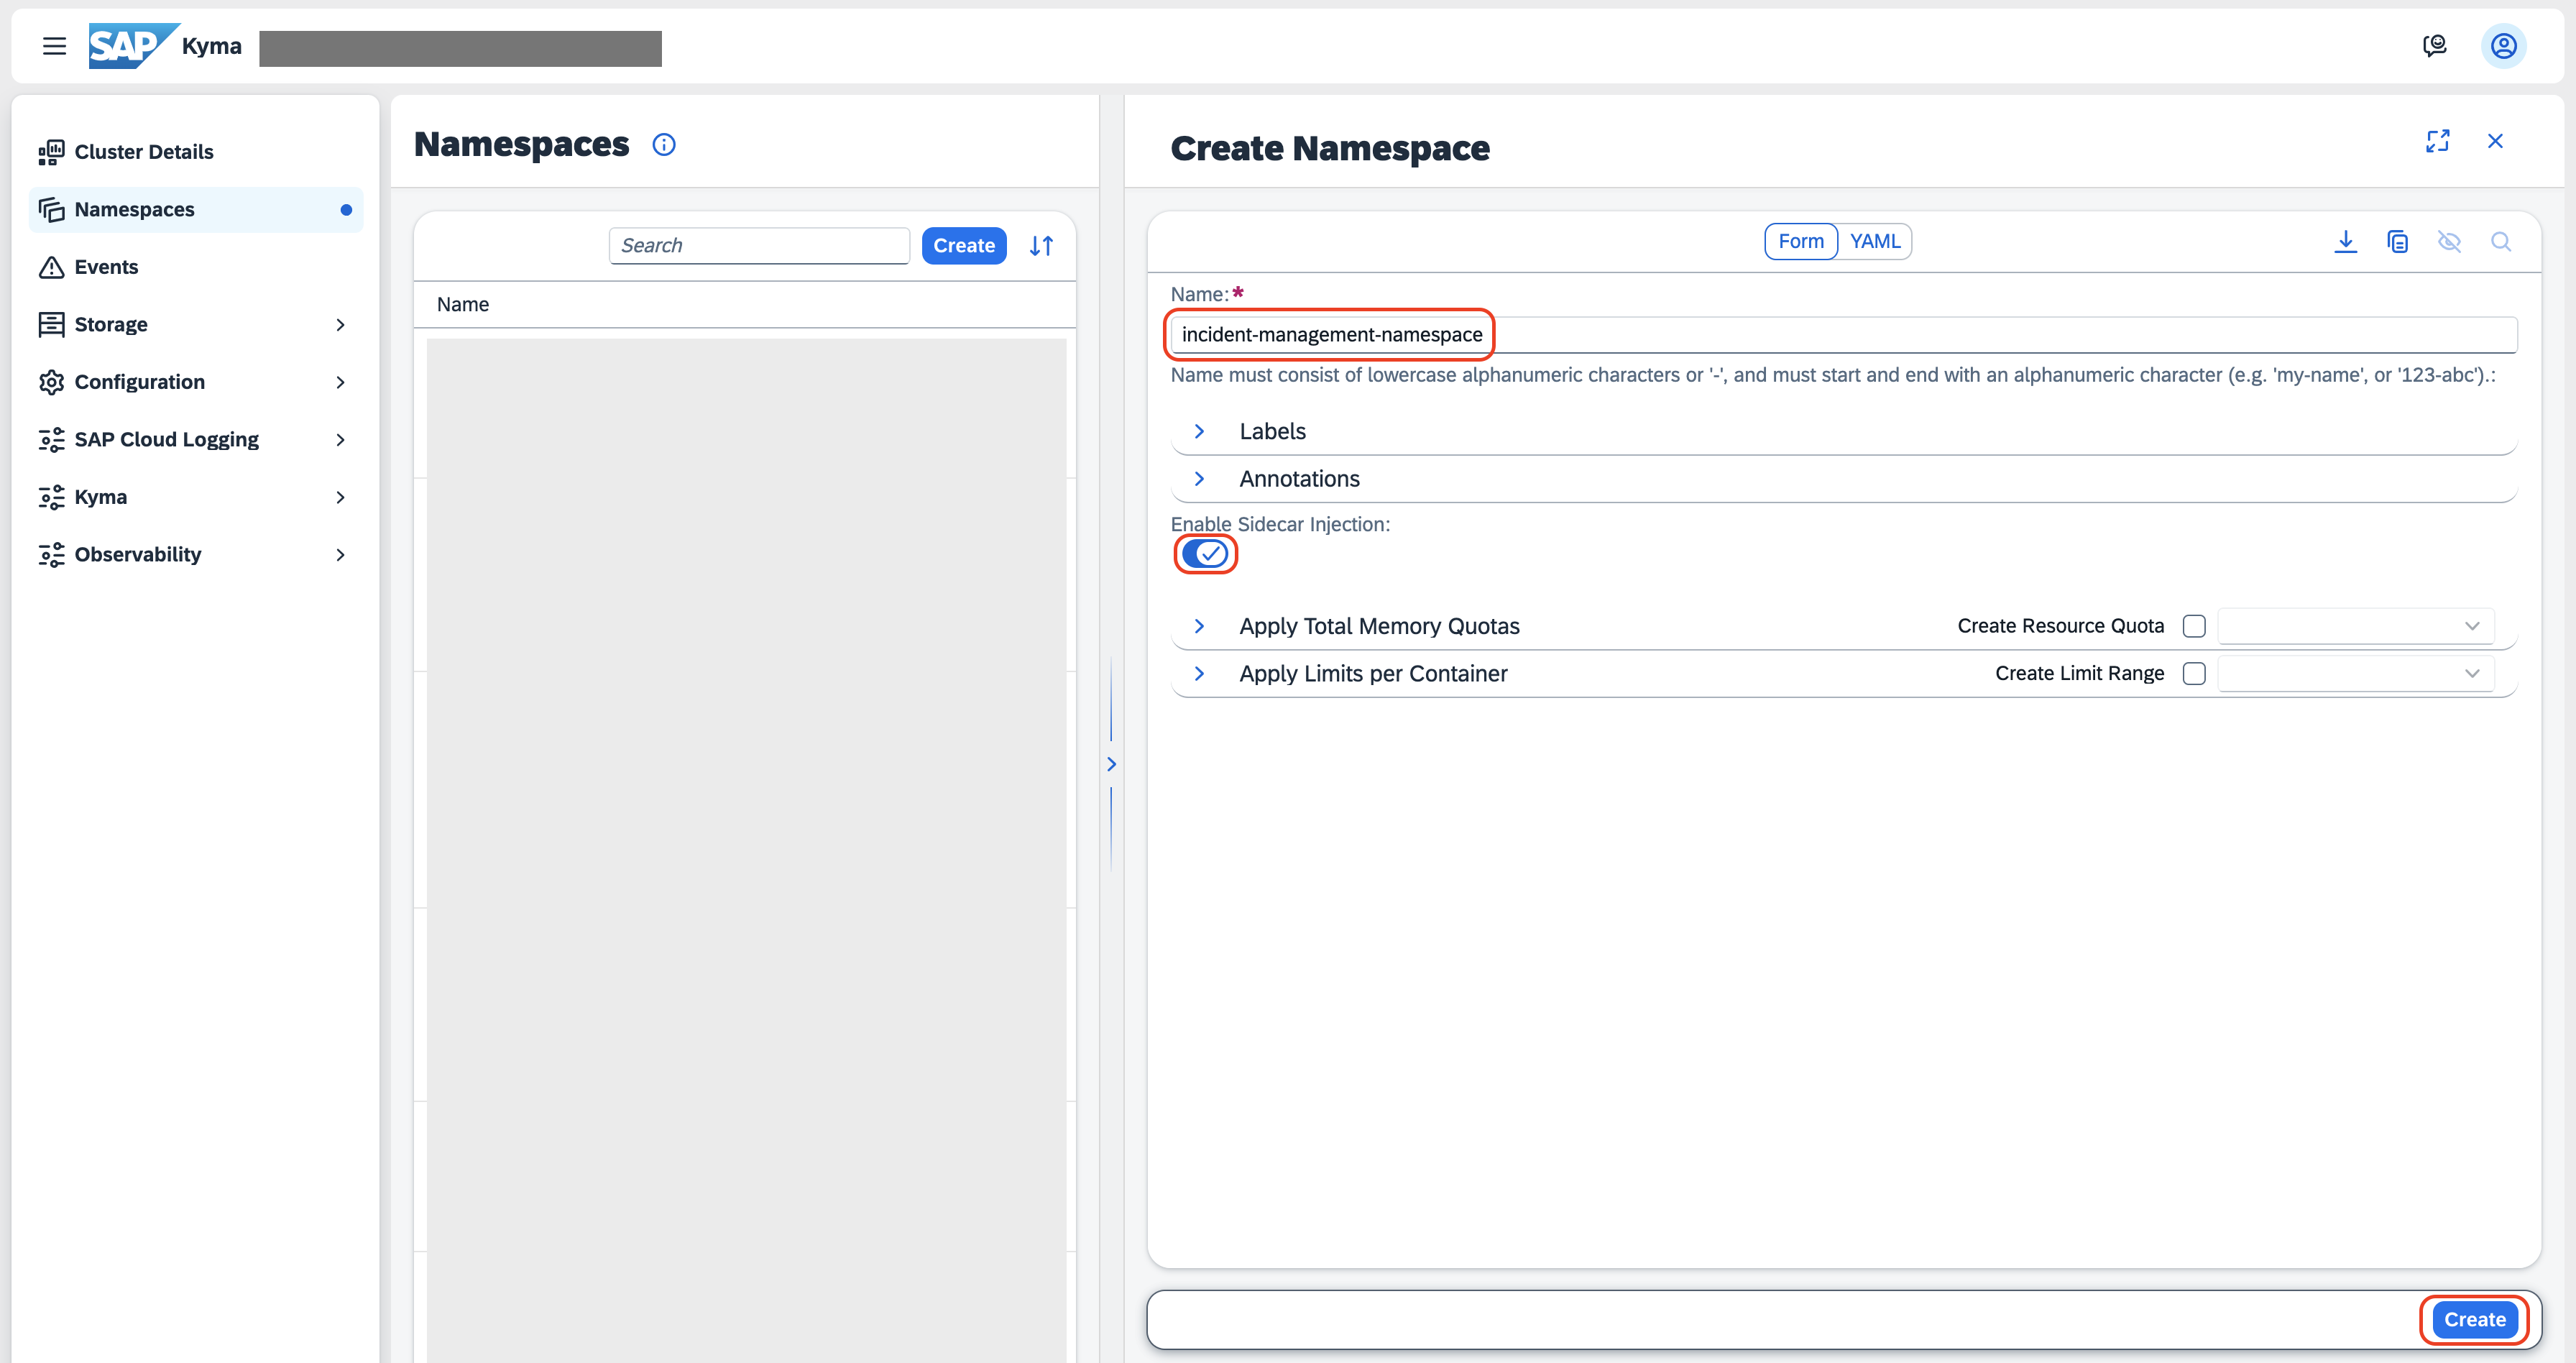 SAP Kyma
Cluster Details
Namespaces
Events
Storage
Configuration
SAP Cloud Logging
Kyma
Observability
Namespaces
Search Create
Name
Create Namespace
Form YAML
Name:*
incident-management-namespace
Name must consist of lowercase alphanumeric characters or '-', and must start and end with an alphanumeric character (e.g. 'my-name', or '123-abc').:
Labels
Annotations
Enable Sidecar Injection:
Apply Total Memory Quotas Create Resource Quota
Apply Limits per Container Create Limit Range
Create